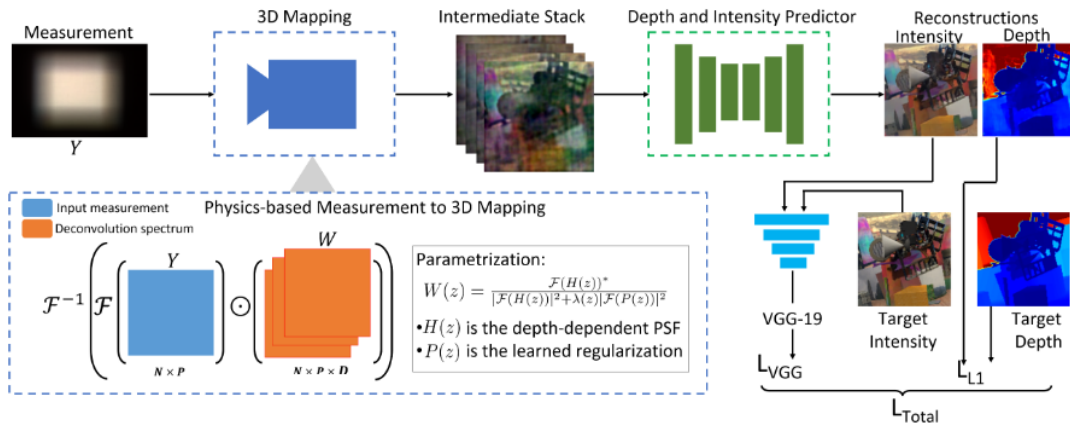 Measurement
3D Mapping
Intermediate Stack
Depth and Intensity Predictor
Reconstructions
Intensity
Depth
Y
Input measurement
Deconvolution spectrum
Physics-based Measurement to 3D Mapping
Y
W
ℱ⁻¹ ( ℱ ( ) ⊙ ( ) )
N × P
N × P × D
Parametrization:
W(z) = ℱ(H(z))* / |ℱ(H(z))|²+λ(z)|ℱ(P(z))|²
•H(z) is the depth-dependent PSF
•P(z) is the learned regularization
VGG-19
Target
Intensity
Target
Depth
L_VGG
L_L1
L_Total